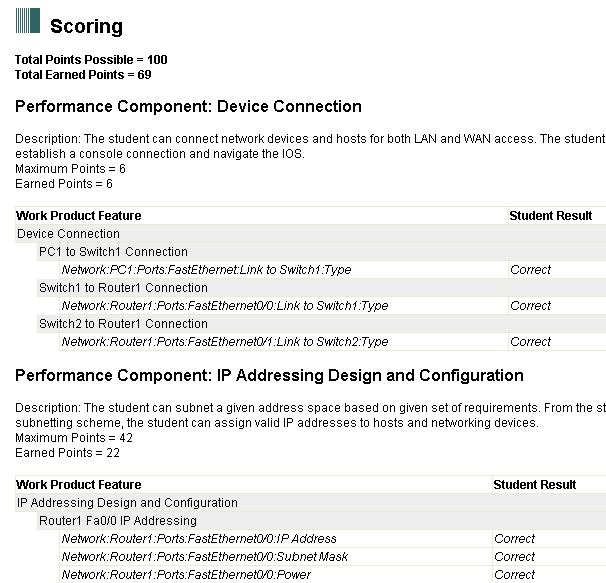 Scoring
Total Points Possible = 100
Total Earned Points = 69
Performance Component: Device Connection
Description: The student can connect network devices and hosts for both LAN and WAN access. The student
establish a console connection and navigate the IOS.
Maximum Points = 6
Earned Points = 6
Work Product Feature Student Result
Device Connection
PC1 to Switch1 Connection
Network:PC1:Ports:FastEthernet:Link to Switch1:Type Correct
Switch1 to Router1 Connection
Network:Router1:Ports:FastEthernet0/0:Link to Switch1:Type Correct
Switch2 to Router1 Connection
Network:Router1:Ports:FastEthernet0/1:Link to Switch2:Type Correct
Performance Component: IP Addressing Design and Configuration
Description: The student can subnet a given address space based on given set of requirements. From the st
subnetting scheme, the student can assign valid IP addresses to hosts and networking devices.
Maximum Points = 42
Earned Points = 22
Work Product Feature Student Result
IP Addressing Design and Configuration
Router1 Fa0/0 IP Addressing
Network:Router1:Ports:FastEthernet0/0:IP Address Correct
Network:Router1:Ports:FastEthernet0/0:Subnet Mask Correct
Network:Router1:Ports:FastEthernet0/0:Power Correct